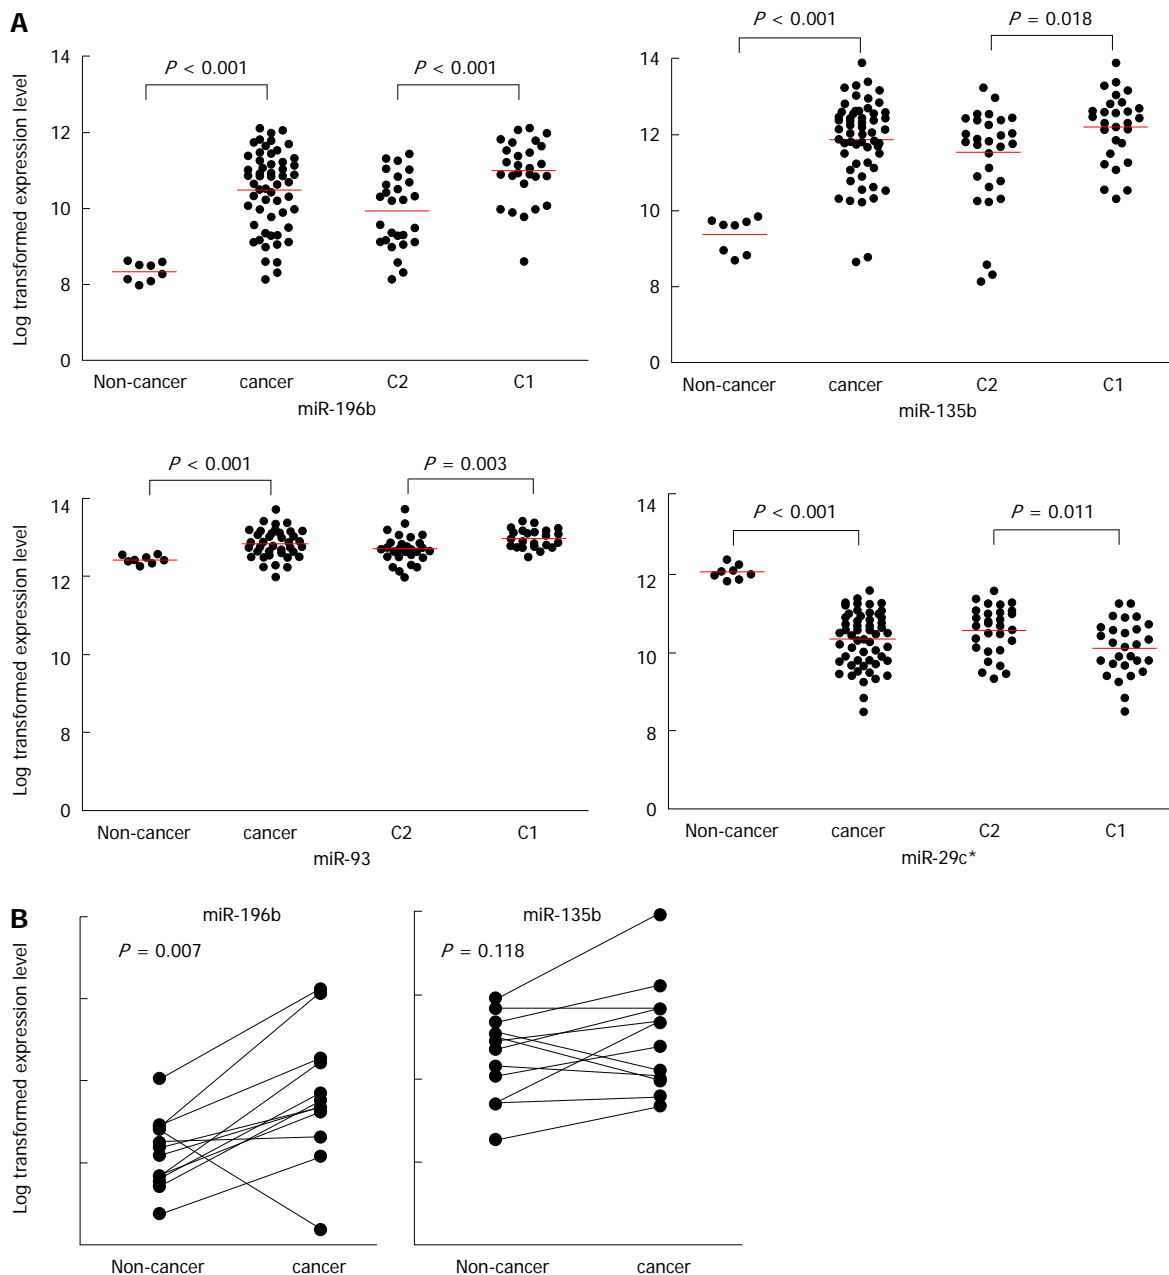 A
P < 0.001
P < 0.001
14
12
10
8
0
Log transformed expression level
Non-cancer
cancer
C2
C1
miR-196b
P < 0.001
P = 0.018
14
12
10
8
0
Non-cancer
cancer
C2
C1
miR-135b
P < 0.001
P = 0.003
14
12
10
8
0
Log transformed expression level
Non-cancer
cancer
C2
C1
miR-93
P < 0.001
P = 0.011
14
12
10
8
0
Non-cancer
cancer
C2
C1
miR-29c*
B
miR-196b
P = 0.007
Log transformed expression level
Non-cancer
cancer
miR-135b
P = 0.118
Non-cancer
cancer